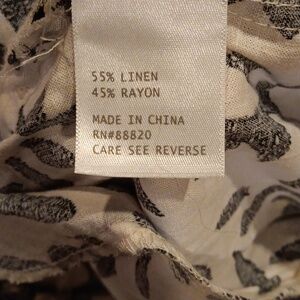 55% LINEN
45% RAYON
MADE IN CHINA
RN#88820
CARE SEE REVERSE